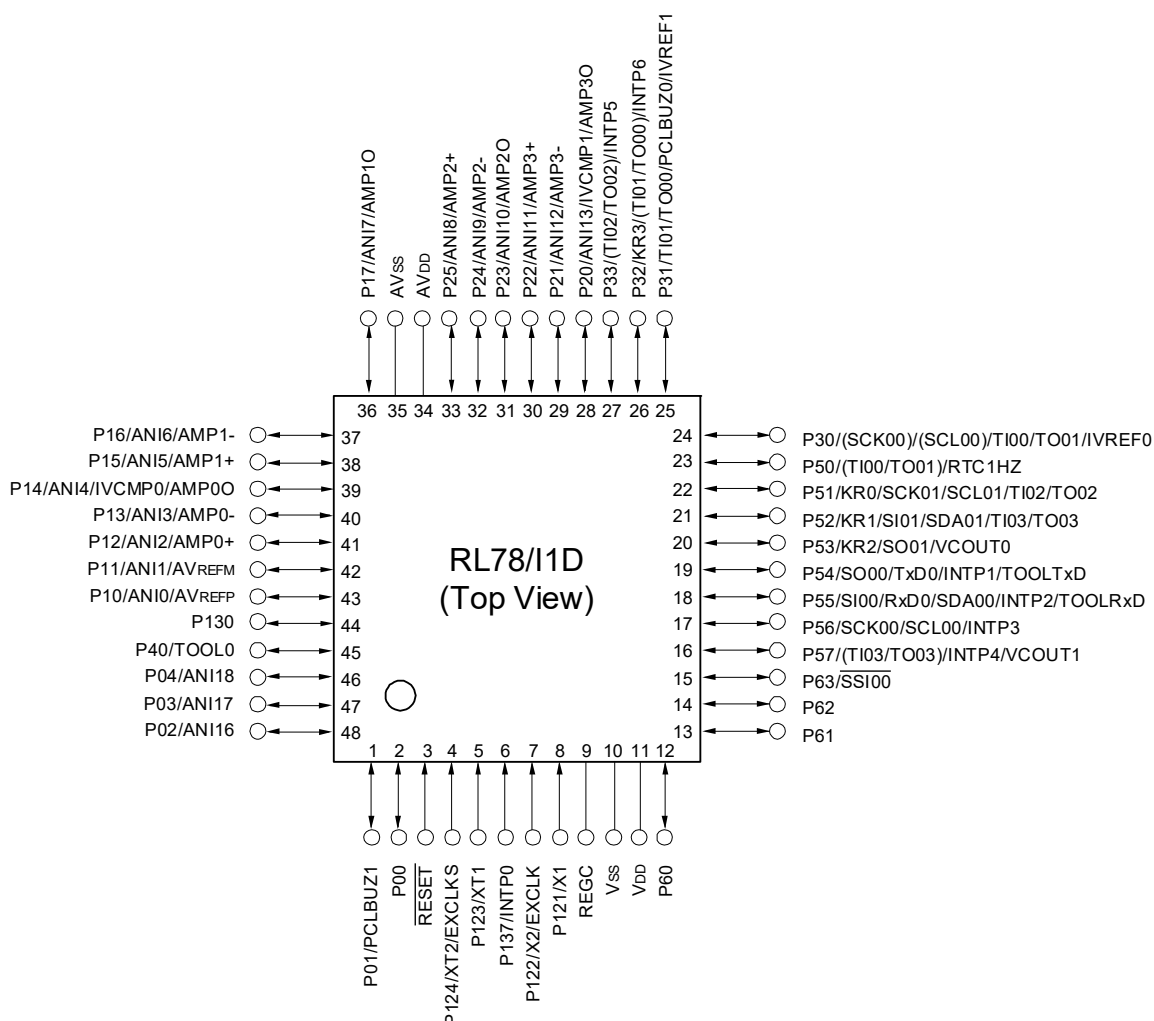 P17/ANI7/AMP1O
AVSS
AVDD
P25/ANI8/AMP2+
P24/ANI9/AMP2-
P23/ANI10/AMP2O
P22/ANI11/AMP3+
P21/ANI12/AMP3-
P20/ANI13/IVCMP1/AMP3O
P33/(TI02/TO02)/INTP5
P32/KR3/(TI01/TO00)/INTP6
P31/TI01/TO00/PCLBUZ0/IVREF1
36 35 34 33 32 31 30 29 28 27 26 25
P16/ANI6/AMP1- 37
P15/ANI5/AMP1+ 38
P14/ANI4/IVCMP0/AMP0O 39
P13/ANI3/AMP0- 40
P12/ANI2/AMP0+ 41
P11/ANI1/AVREFM 42
P10/ANI0/AVREFP 43
P130 44
P40/TOOL0 45
P04/ANI18 46
P03/ANI17 47
P02/ANI16 48
RL78/I1D
(Top View)
24 P30/(SCK00)/(SCL00)/TI00/TO01/IVREF0
23 P50/(TI00/TO01)/RTC1HZ
22 P51/KR0/SCK01/SCL01/TI02/TO02
21 P52/KR1/SI01/SDA01/TI03/TO03
20 P53/KR2/SO01/VCOUT0
19 P54/SO00/TxD0/INTP1/TOOLTxD
18 P55/SI00/RxD0/SDA00/INTP2/TOOLRxD
17 P56/SCK00/SCL00/INTP3
16 P57/(TI03/TO03)/INTP4/VCOUT1
15 P63/SSI00
14 P62
13 P61
1 2 3 4 5 6 7 8 9 10 11 12
P01/PCLBUZ1
P00
RESET
P124/XT2/EXCLKS
P123/XT1
P137/INTP0
P122/X2/EXCLK
P121/X1
REGC
VSS
VDD
P60